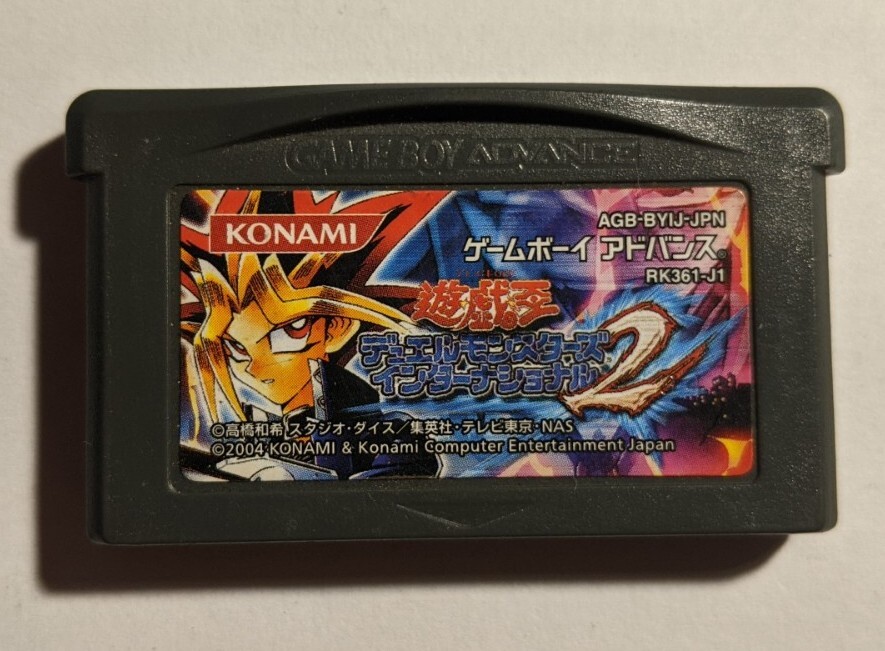 GAME BOY ADVANCE
KONAMI
AGB-BYIJ-JPN
ゲームボーイ アドバンス®
RK361-J1
遊戯王
デュエルモンスターズ
インターナショナル2
©高橋和希 スタジオ・ダイス/集英社・テレビ東京・NAS
©2004 KONAMI & Konami Computer Entertainment Japan